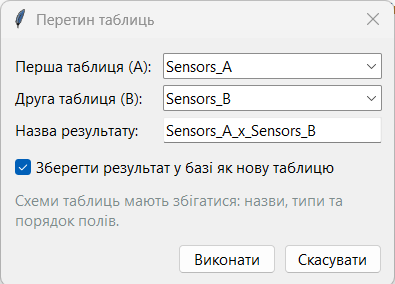 Перетин таблиць
Перша таблиця (A): Sensors_A
Друга таблиця (B): Sensors_B
Назва результату: Sensors_A_x_Sensors_B
Зберегти результат у базі як нову таблицю
Схеми таблиць мають збігатися: назви, типи та
порядок полів.
Виконати Скасувати